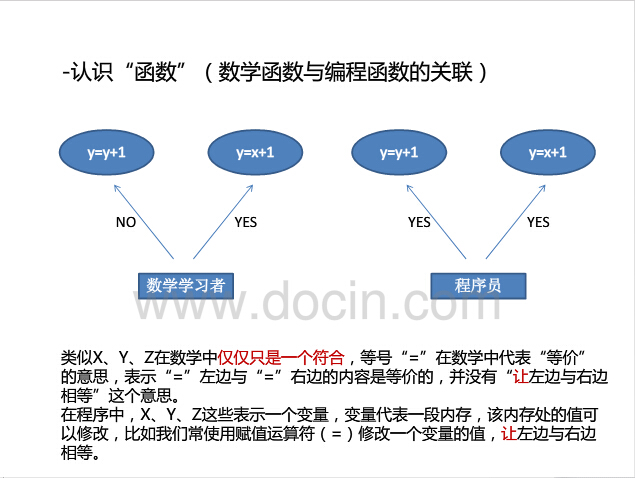 -认识“函数”（数学函数与编程函数的关联）
y=y+1
y=x+1
y=y+1
y=x+1
NO
YES
YES
YES
数学学习者
程序员
www.docin.com
类似X、Y、Z在数学中仅仅只是一个符合，等号“=”在数学中代表“等价”
的意思，表示“=”左边与“=”右边的内容是等价的，并没有“让左边与右边
相等”这个意思。
在程序中，X、Y、Z这些表示一个变量，变量代表一段内存，该内存处的值可
以修改，比如我们常使用赋值运算符（=）修改一个变量的值，让左边与右边
相等。